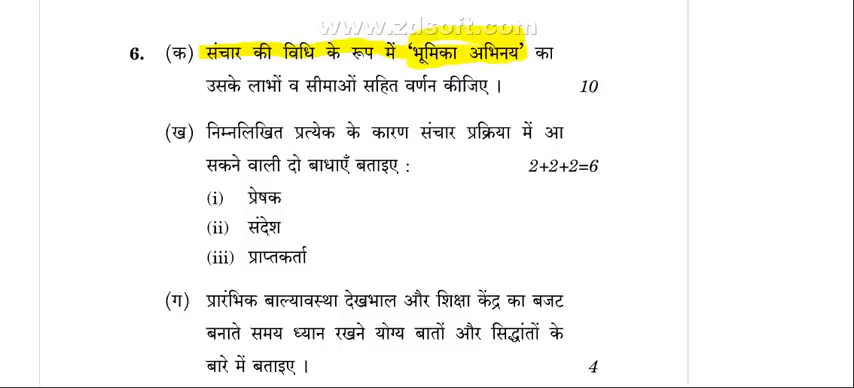 www.zdsoft.com
6. (क) संचार की विधि के रूप में ‘भूमिका अभिनय’ का
उसके लाभों व सीमाओं सहित वर्णन कीजिए । 10
(ख) निम्नलिखित प्रत्येक के कारण संचार प्रक्रिया में आ
सकने वाली दो बाधाएँ बताइए : 2+2+2=6
(i) प्रेषक
(ii) संदेश
(iii) प्राप्तकर्ता
(ग) प्रारंभिक बाल्यावस्था देखभाल और शिक्षा केंद्र का बजट
बनाते समय ध्यान रखने योग्य बातों और सिद्धांतों के
बारे में बताइए । 4